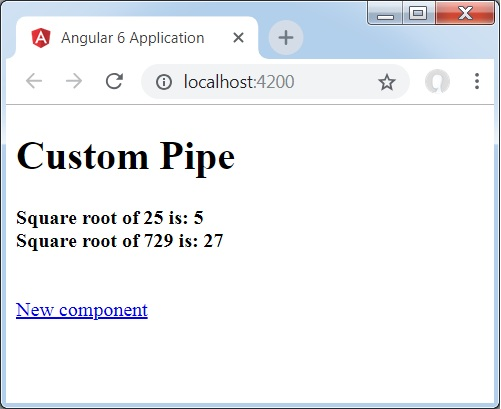 Angular 6 Application
localhost:4200
Custom Pipe
Square root of 25 is: 5
Square root of 729 is: 27
New component